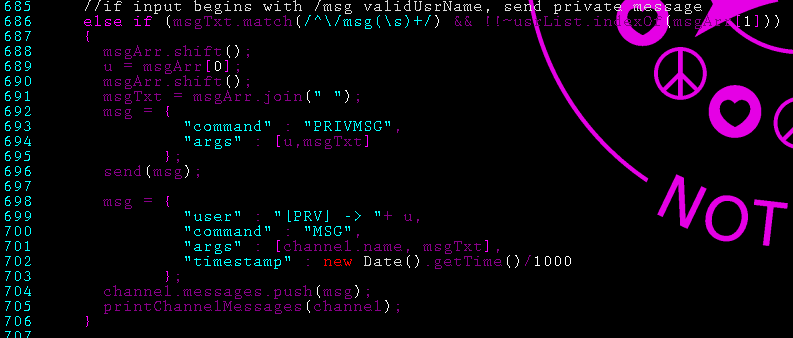 685 //if input begins with /msg validUsrName, send private message
686 else if (msgTxt.match(/^\/msg(\s)+/) && !!~usrList.indexOf(msgArr[1]))
687 {
688 msgArr.shift();
689 u = msgArr[0];
690 msgArr.shift();
691 msgTxt = msgArr.join(" ");
692 msg = {
693 "command" : "PRIVMSG",
694 "args" : [u,msgTxt]
695 };
696 send(msg);
697
698 msg = {
699 "user" : "[PRV] -> "+ u,
700 "command" : "MSG",
701 "args" : [channel.name, msgTxt],
702 "timestamp" : new Date().getTime()/1000
703 };
704 channel.messages.push(msg);
705 printChannelMessages(channel);
706 }
707
NOT